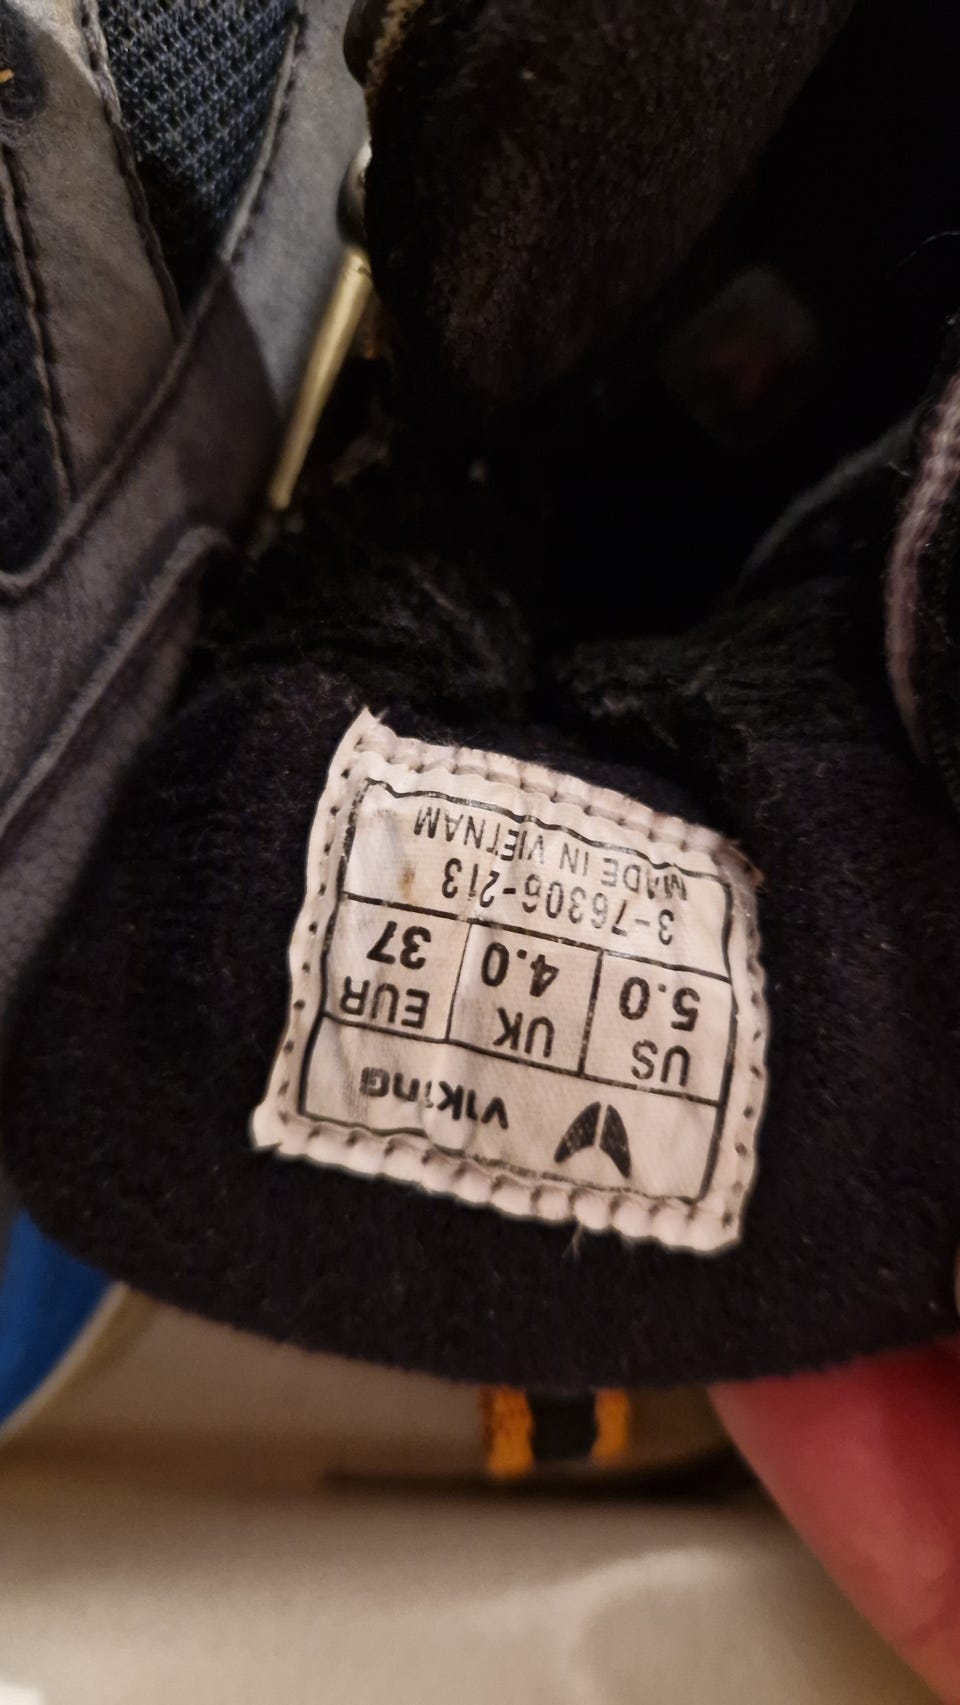 VIKING
US UK EUR
5.0 4.0 37
3-76306-213
MADE IN VIETNAM